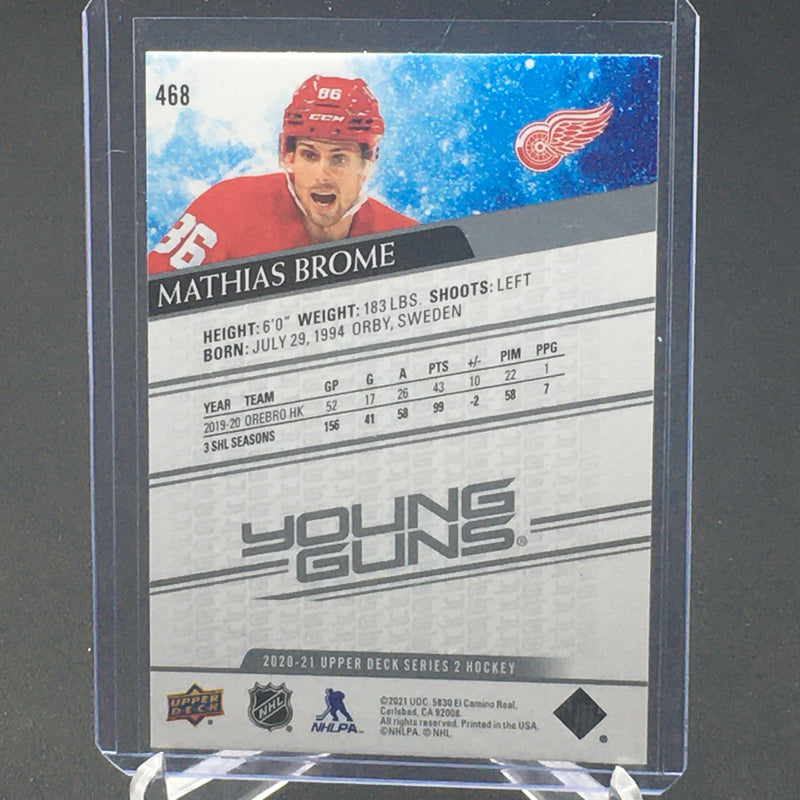 468
86
CCM
86
MATHIAS BROME
HEIGHT: 6'0" WEIGHT: 183 LBS. SHOOTS: LEFT
BORN: JULY 29, 1994 ORBY, SWEDEN
YEAR TEAM GP G A PTS +/- PIM PPG
2019-20 OREBRO HK 52 17 26 43 10 22 1
3 SHL SEASONS 156 41 58 99 -2 58 7
YOUNG
GUNS®
2020-21 UPPER DECK SERIES 2 HOCKEY
UPPER
DECK
NHL
NHLPA
©2021 UDC. 5830 El Camino Real,
Carlsbad, CA 92008.
All rights reserved. Printed in the USA.
©NHLPA. © NHL